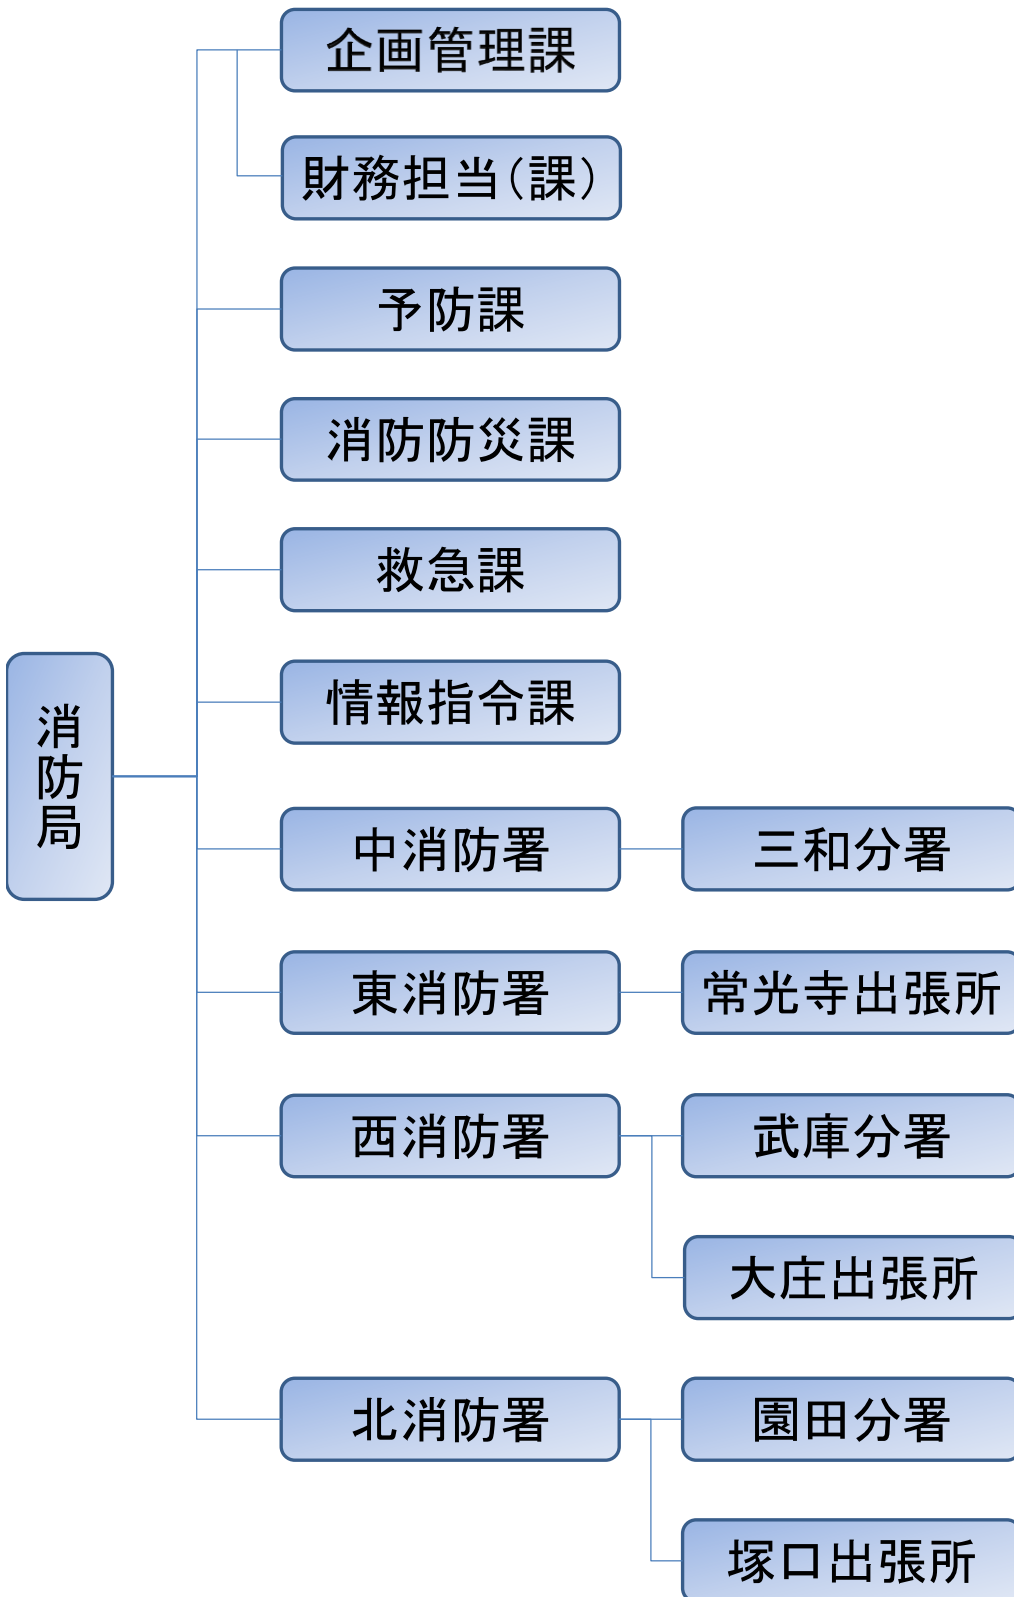 企画管理課
財務担当（課）
予防課
消防防災課
救急課
情報指令課
消防局
中消防署
三和分署
東消防署
常光寺出張所
西消防署
武庫分署
大庄出張所
北消防署
園田分署
塚口出張所